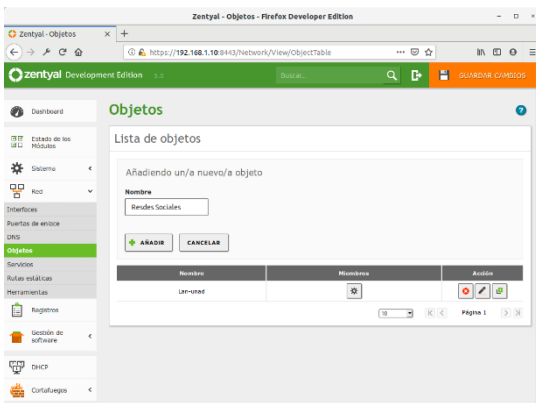 Zentyal - Objetos - Firefox Developer Edition
Zentyal - Objetos
https://192.168.1.10:8443/Network/View/ObjectTable
zentyal Development Edition
Buscar...
GUARDAR CAMBIOS
Dashboard
Objetos
Estado de los
Módulos
Lista de objetos
Sistema
Añadiendo un/a nuevo/a objeto
Red
Nombre
Resdes Sociales
Interfaces
Puertas de enlace
DNS
AÑADIR
CANCELAR
Objetos
Servicios
Nombre Miembros Acción
Rutas estáticas
Herramientas
Lan-unad
Registros
10
Página 1
Gestión de
software
DHCP
Cortafuegos